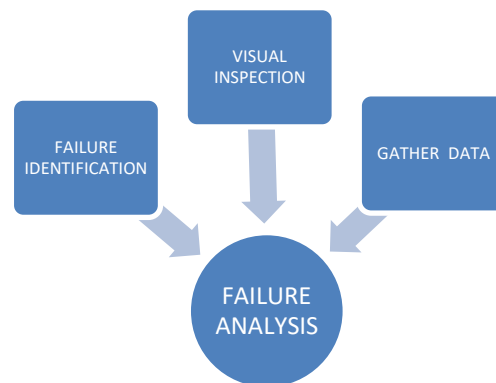 VISUAL
INSPECTION
FAILURE
IDENTIFICATION
GATHER DATA
FAILURE
ANALYSIS